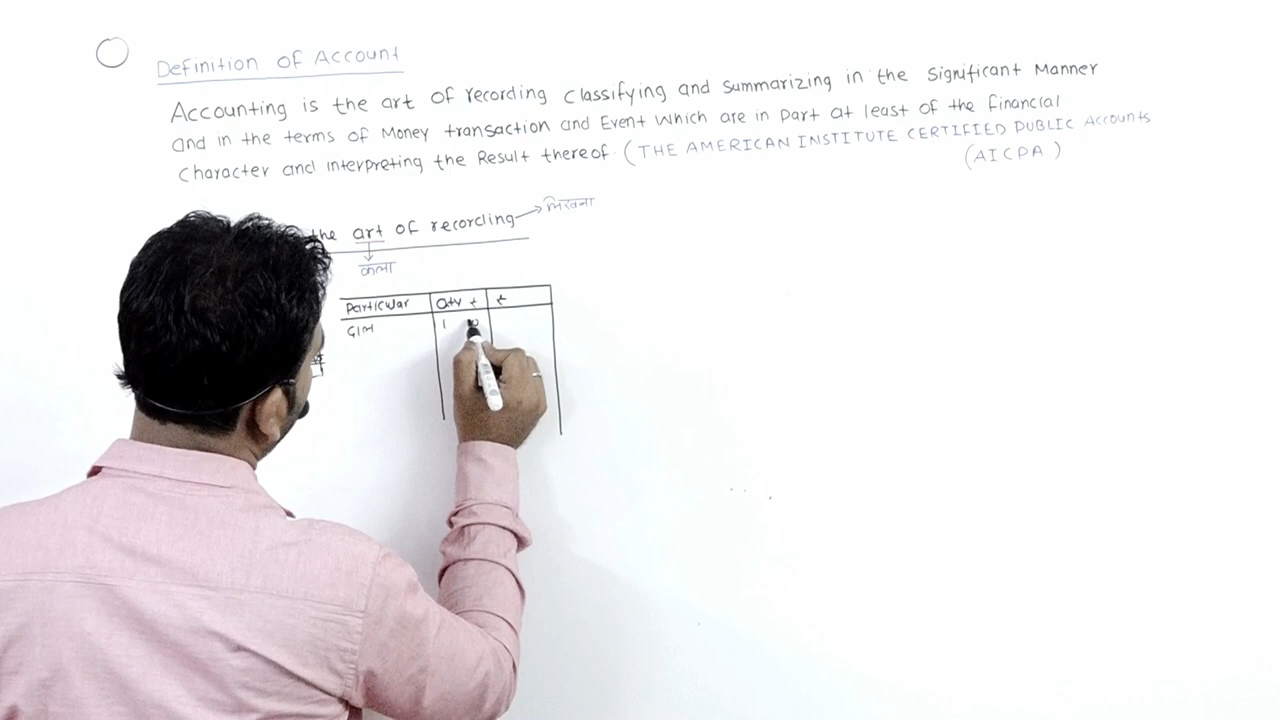 Definition of Account
Accounting is the art of recording classifying and summarizing in the significant Manner
and in the terms of Money transaction and Event which are in part at least of the financial
character and interpreting the Result thereof (THE AMERICAN INSTITUTE CERTIFIED PUBLIC Accounts
(AICPA)
the art of recording → लिखना
कला
Particular
दाल 1